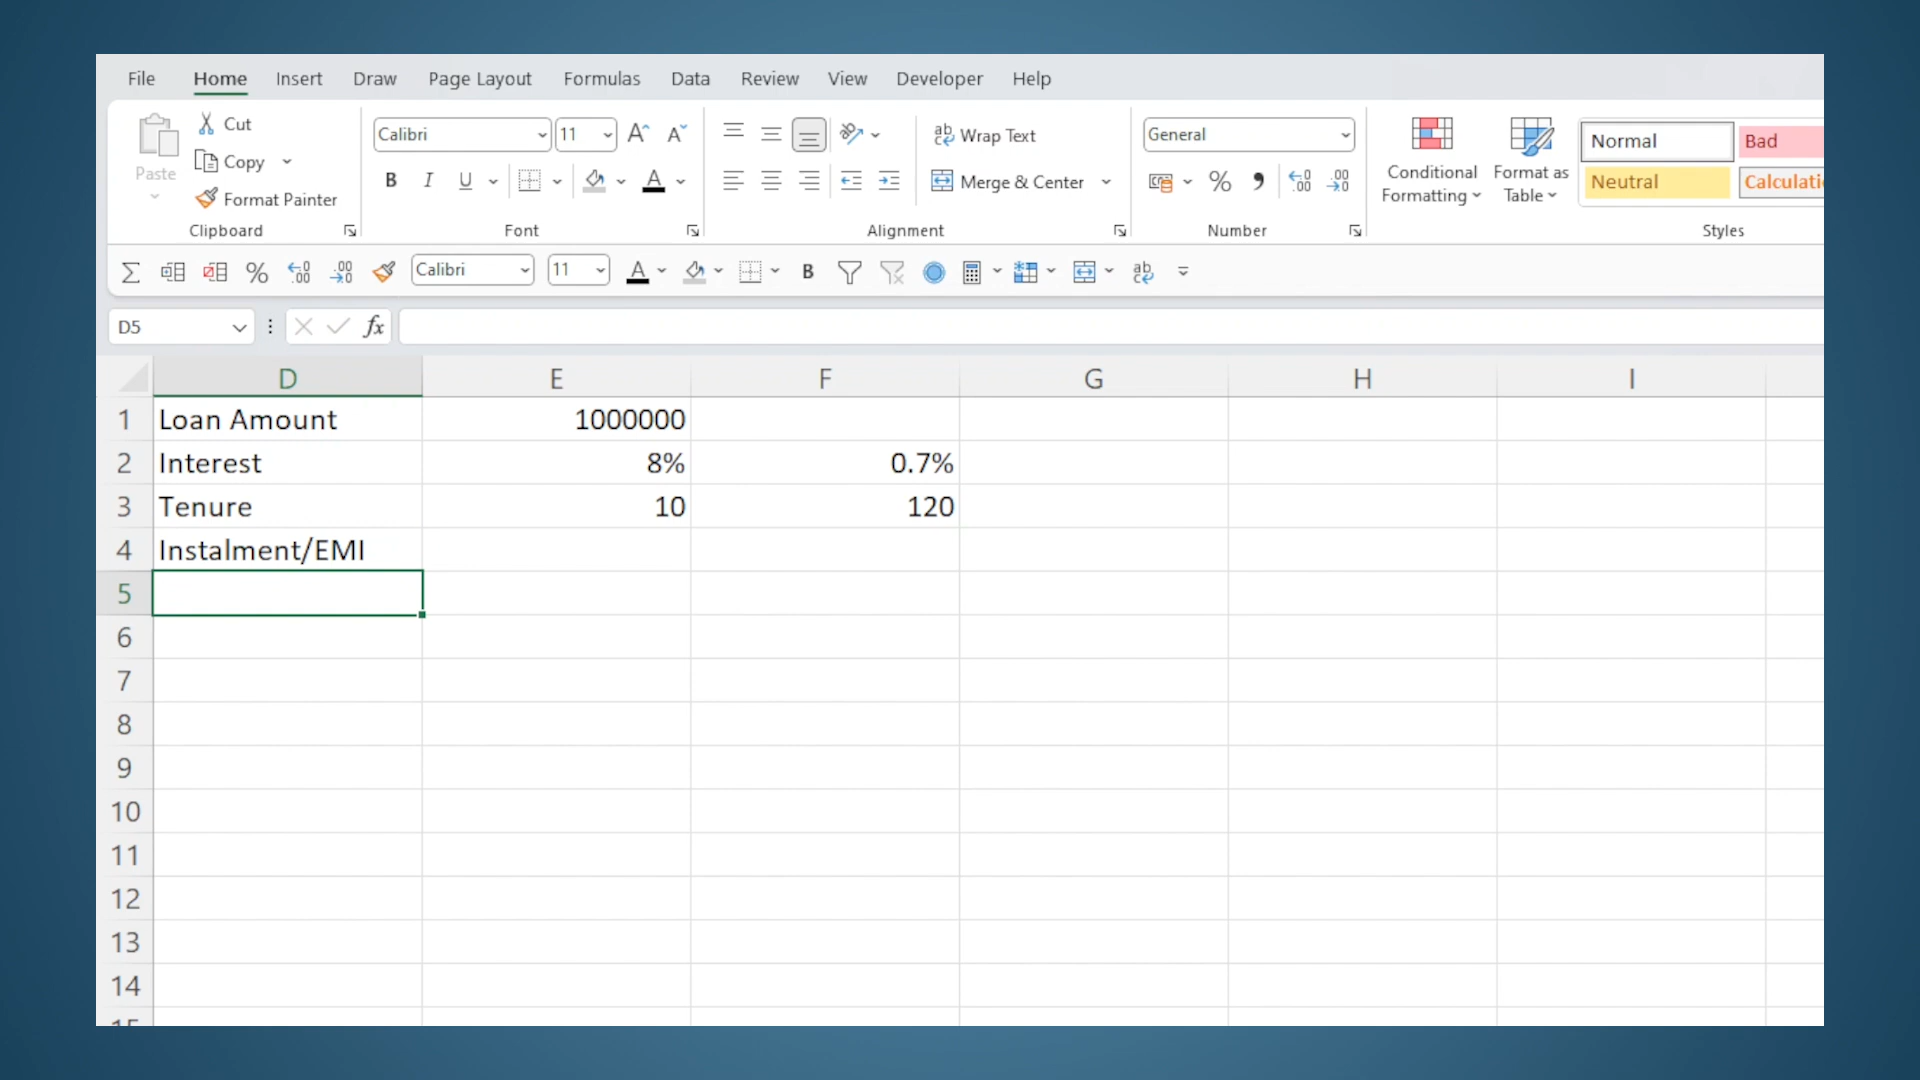 File Home Insert Draw Page Layout Formulas Data Review View Developer Help
Paste
Cut
Copy
Format Painter
Clipboard
Calibri 11
B I U
Font
Wrap Text
Merge & Center
Alignment
General
Number
Conditional Formatting
Format as Table
Normal Bad
Neutral
Styles
Calibri 11
D5
D E F G H I
1 Loan Amount 1000000
2 Interest 8% 0.7%
3 Tenure 10 120
4 Instalment/EMI
5
6
7
8
9
10
11
12
13
14